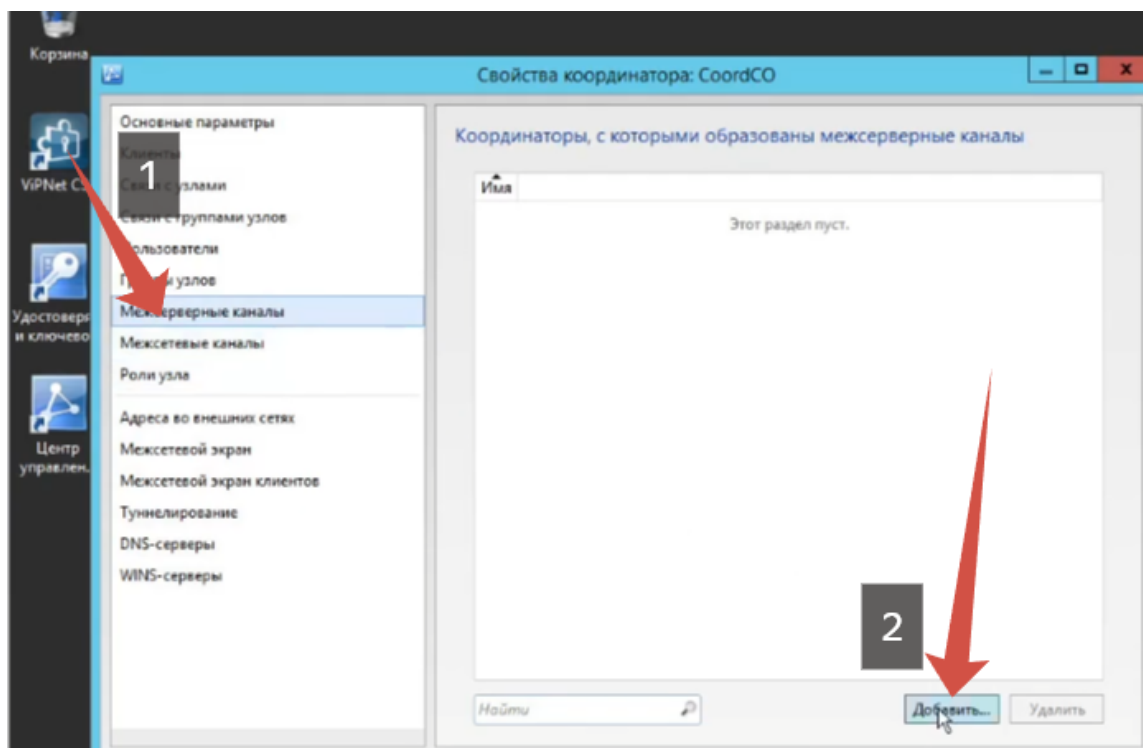 Корзина
ViPNet C
Удостовер
и ключево
Центр
управлен.
Свойства координатора: CoordCO
Основные параметры
Клиенты
1
Связи с узлами
Связи с группами узлов
Пользователи
Группы узлов
Межсерверные каналы
Межсетевые каналы
Роли узла
Адреса во внешних сетях
Межсетевой экран
Межсетевой экран клиентов
Туннелирование
DNS-серверы
WINS-серверы
Координаторы, с которыми образованы межсерверные каналы
Имя
Этот раздел пуст.
2
Найти
Добавить...
Удалить